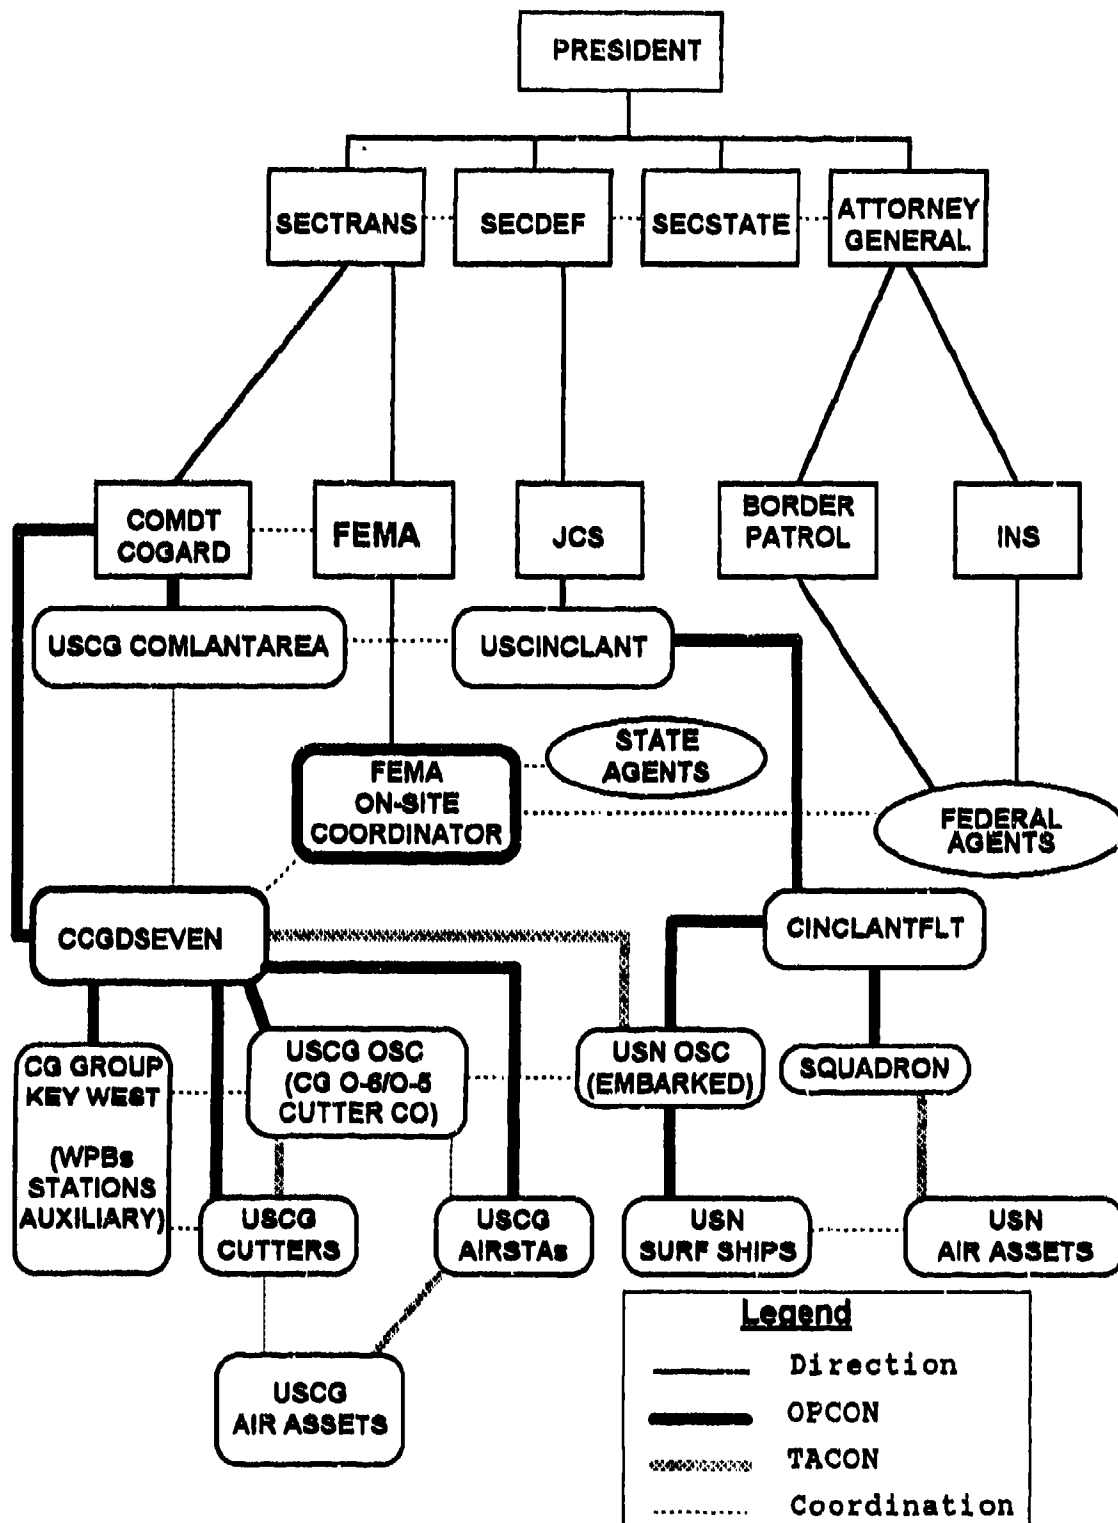 PRESIDENT
SECTRANS
SECDEF
SECSTATE
ATTORNEY
GENERAL
COMDT
COGARD
FEMA
JCS
BORDER
PATROL
INS
USCG COMLANTAREA
USCINCLANT
STATE
AGENTS
FEMA
ON-SITE
COORDINATOR
FEDERAL
AGENTS
CCGDSEVEN
CINCLANTFLT
CG GROUP
KEY WEST
(WPBs
STATIONS
AUXILIARY)
USCG OSC
(CG O-6/O-5
CUTTER CO)
USN OSC
(EMBARKED)
SQUADRON
USCG
CUTTERS
USCG
AIRSTAs
USN
SURF SHIPS
USN
AIR ASSETS
USCG
AIR ASSETS
Legend
Direction
OPCON
TACON
Coordination